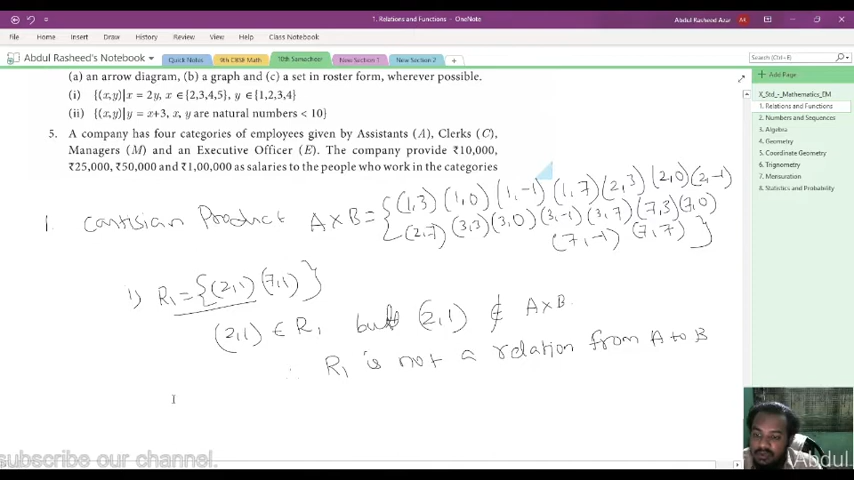 1. Relations and Functions - OneNote
Abdul Rasheed Azar AR
File Home Insert Draw History Review View Help Class Notebook
Abdul Rasheed's Notebook Quick Notes 9th CBSE Math 10th Samacheer New Section 1 New Section 2 +
Search (Ctrl+E)
+ Add Page
X_Std_-_Mathematics_EM
1. Relations and Functions
2. Numbers and Sequences
3. Algebra
4. Geometry
5. Coordinate Geometry
6. Trigonometry
7. Mensuration
8. Statistics and Probability
(a) an arrow diagram, (b) a graph and (c) a set in roster form, wherever possible.
(i) {(x,y)|x = 2y, x ∈{2,3,4,5}, y ∈{1,2,3,4}
(ii) {(x,y)|y = x+3, x, y are natural numbers < 10}
5. A company has four categories of employees given by Assistants (A), Clerks (C),
Managers (M) and an Executive Officer (E). The company provide ₹10,000,
₹25,000, ₹50,000 and ₹1,00,000 as salaries to the people who work in the categories
1. Cartisian Product A×B = {(1,3) (1,0) (1,-1) (1,7) (2,3) (2,0) (2,-1)
(2,7) (3,3) (3,0) (3,-1) (3,7) (7,3) (7,0)
(7,-1) (7,7) }
i) R₁ = {(2,1) (7,1)}
(2,1) ∈ R₁ but (2,1) ∉ A×B.
∴ R₁ is not a relation from A to B
subscribe our channel.
Abdul